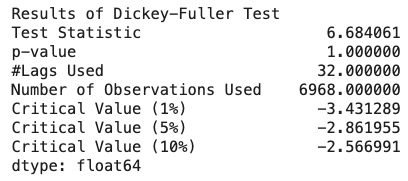 Results of Dickey-Fuller Test
Test Statistic 6.684061
p-value 1.000000
#Lags Used 32.000000
Number of Observations Used 6968.000000
Critical Value (1%) -3.431289
Critical Value (5%) -2.861955
Critical Value (10%) -2.566991
dtype: float64